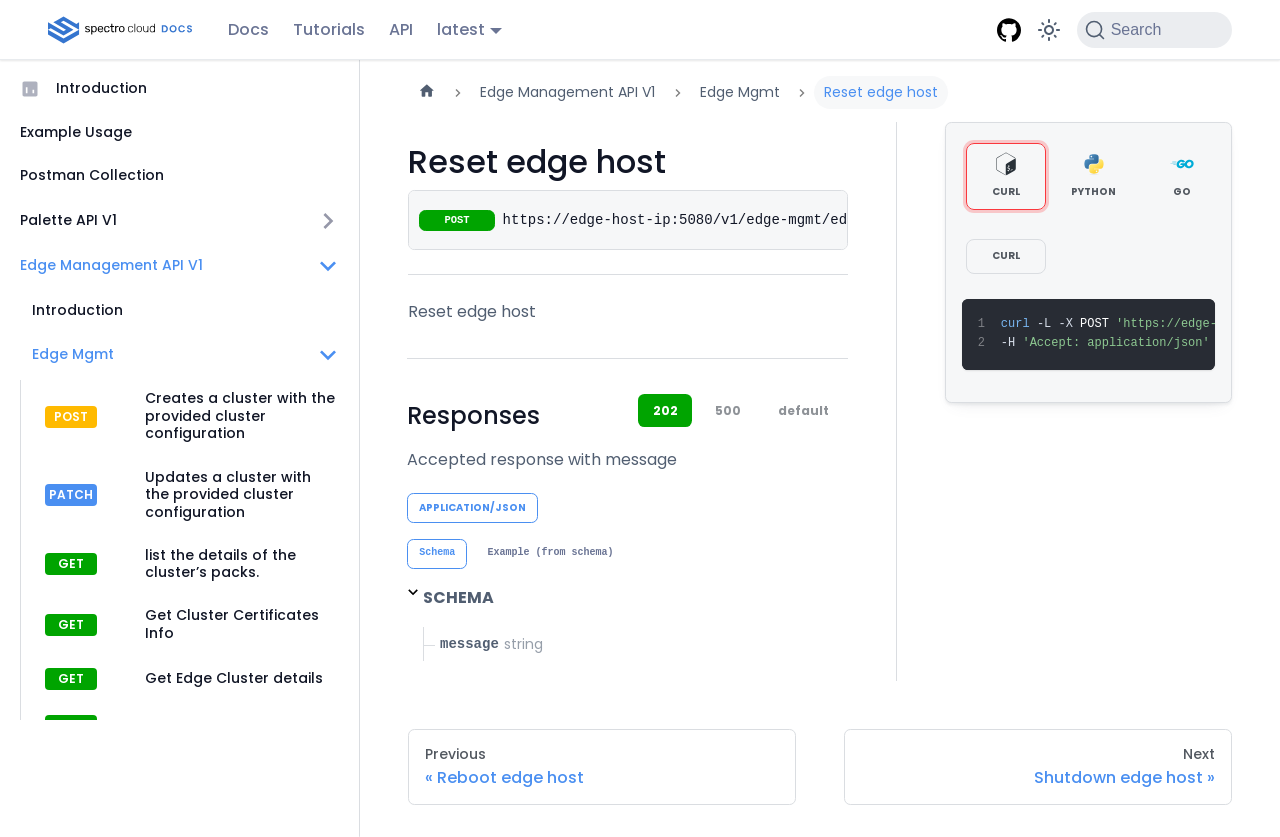 spectro cloud DOCS
Docs
Tutorials
API
latest
Search
Introduction
Example Usage
Postman Collection
Palette API V1
Edge Management API V1
Introduction
Edge Mgmt
POST
Creates a cluster with the
provided cluster
configuration
PATCH
Updates a cluster with
the provided cluster
configuration
GET
list the details of the
cluster’s packs.
GET
Get Cluster Certificates
Info
GET
Get Edge Cluster details
Edge Management API V1
Edge Mgmt
Reset edge host
Reset edge host
POST https://edge-host-ip:5080/v1/edge-mgmt/ed
Reset edge host
Responses
202
500
default
Accepted response with message
APPLICATION/JSON
Schema
Example (from schema)
SCHEMA
message string
CURL
PYTHON
GO
CURL
1 curl -L -X POST 'https://edge-
2 -H 'Accept: application/json'
Previous
« Reboot edge host
Next
Shutdown edge host »